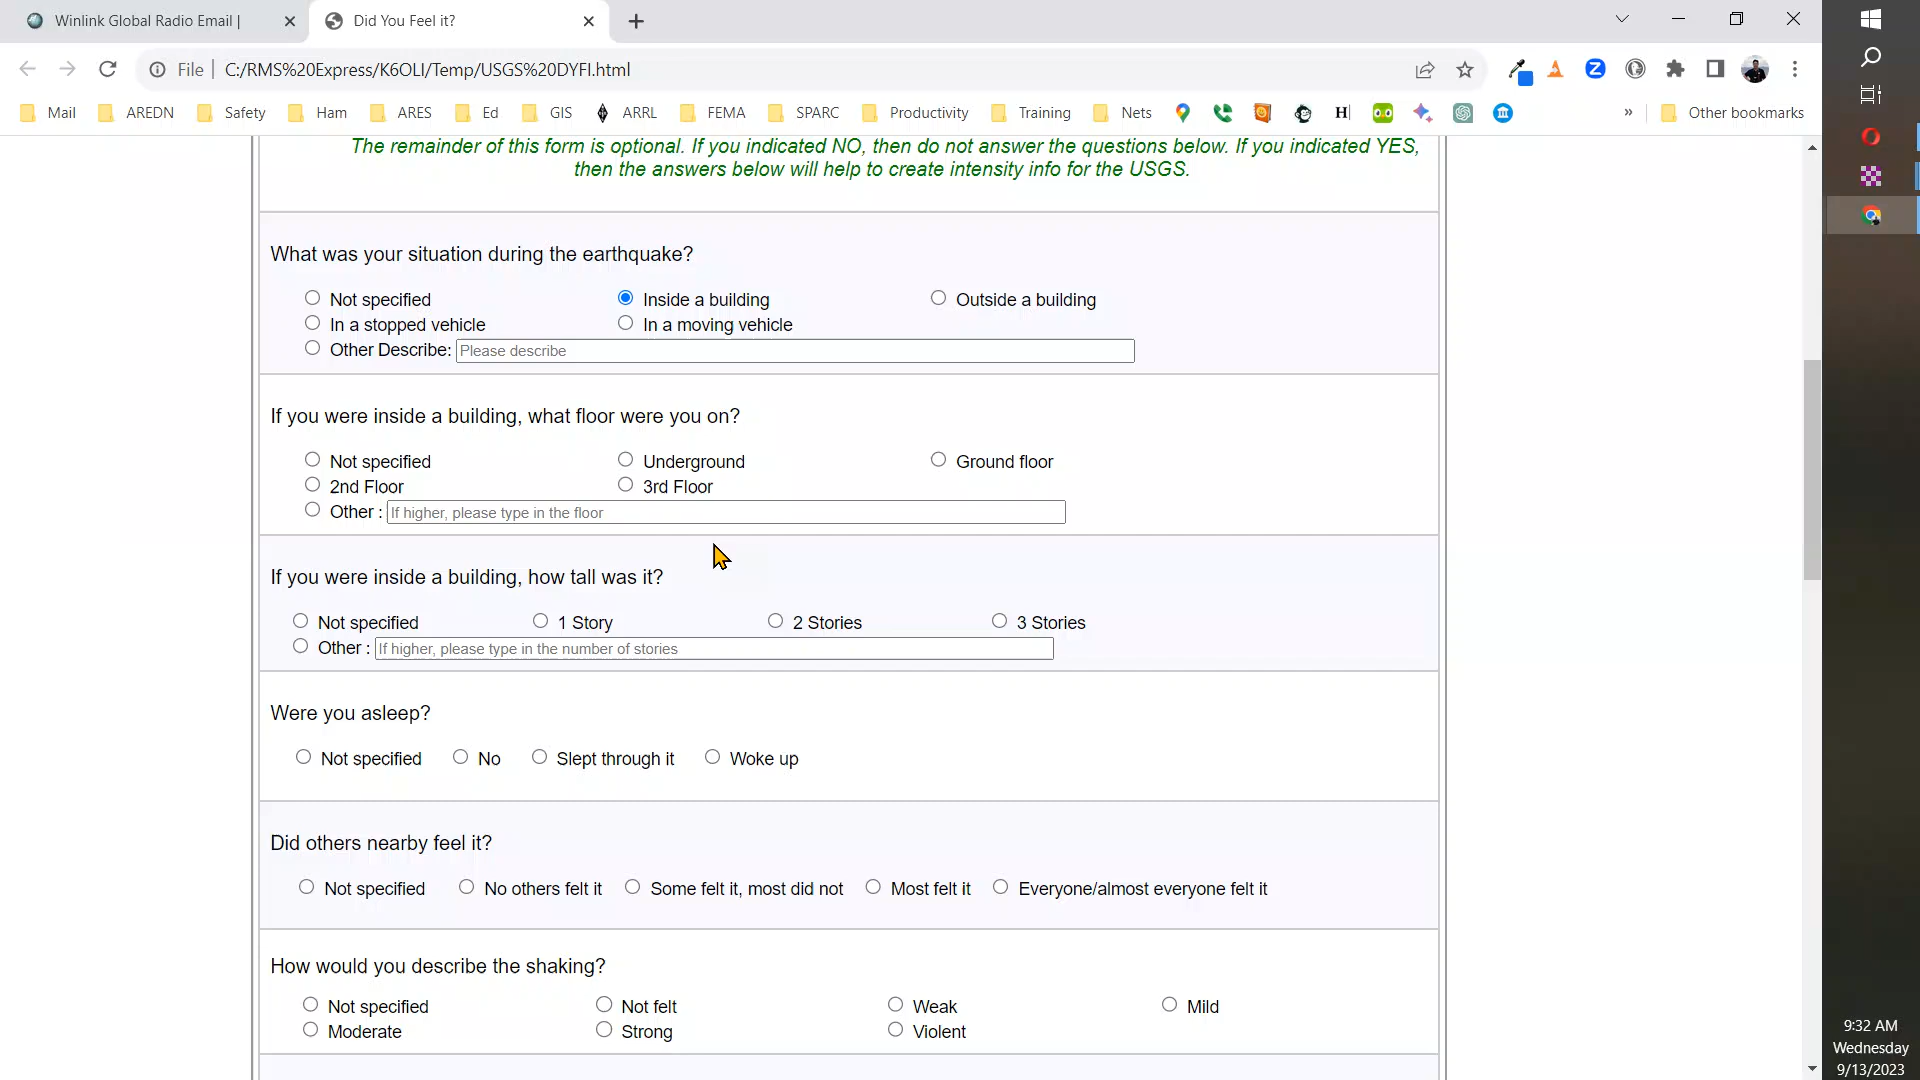 Winlink Global Radio Email |
Did You Feel it?
File
C:/RMS%20Express/K6OLI/Temp/USGS%20DYFI.html
Mail
AREDN
Safety
Ham
ARES
Ed
GIS
ARRL
FEMA
SPARC
Productivity
Training
Nets
»
Other bookmarks
The remainder of this form is optional. If you indicated NO, then do not answer the questions below. If you indicated YES,
then the answers below will help to create intensity info for the USGS.
What was your situation during the earthquake?
Not specified Inside a building Outside a building
In a stopped vehicle In a moving vehicle
Other Describe: Please describe
If you were inside a building, what floor were you on?
Not specified Underground Ground floor
2nd Floor 3rd Floor
Other : If higher, please type in the floor
If you were inside a building, how tall was it?
Not specified 1 Story 2 Stories 3 Stories
Other : If higher, please type in the number of stories
Were you asleep?
Not specified No Slept through it Woke up
Did others nearby feel it?
Not specified No others felt it Some felt it, most did not Most felt it Everyone/almost everyone felt it
How would you describe the shaking?
Not specified Not felt Weak Mild
Moderate Strong Violent
9:32 AM
Wednesday
9/13/2023